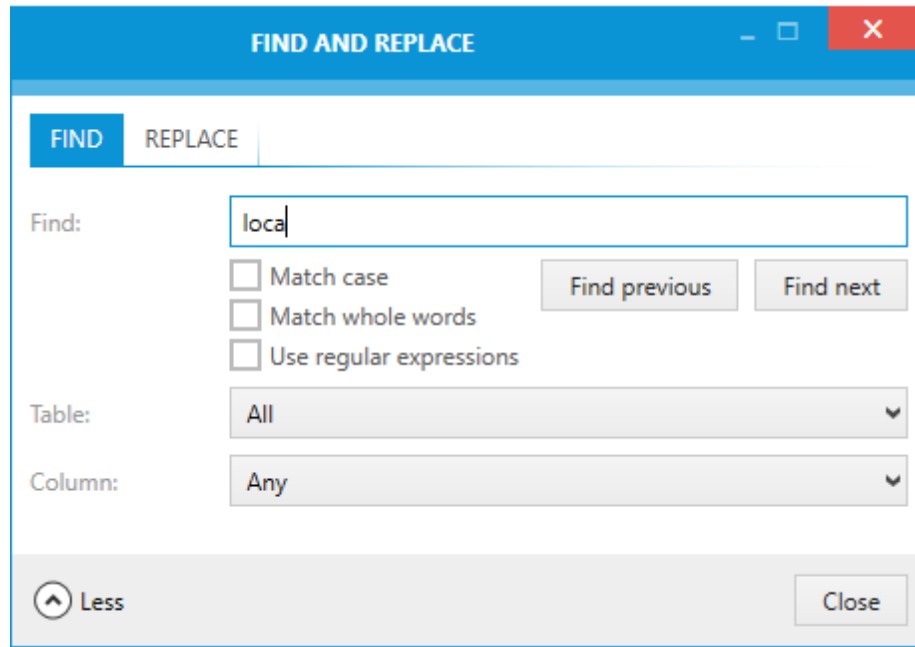 FIND AND REPLACE
FIND REPLACE
Find: loca
Match case Find previous Find next
Match whole words
Use regular expressions
Table: All
Column: Any
Less Close